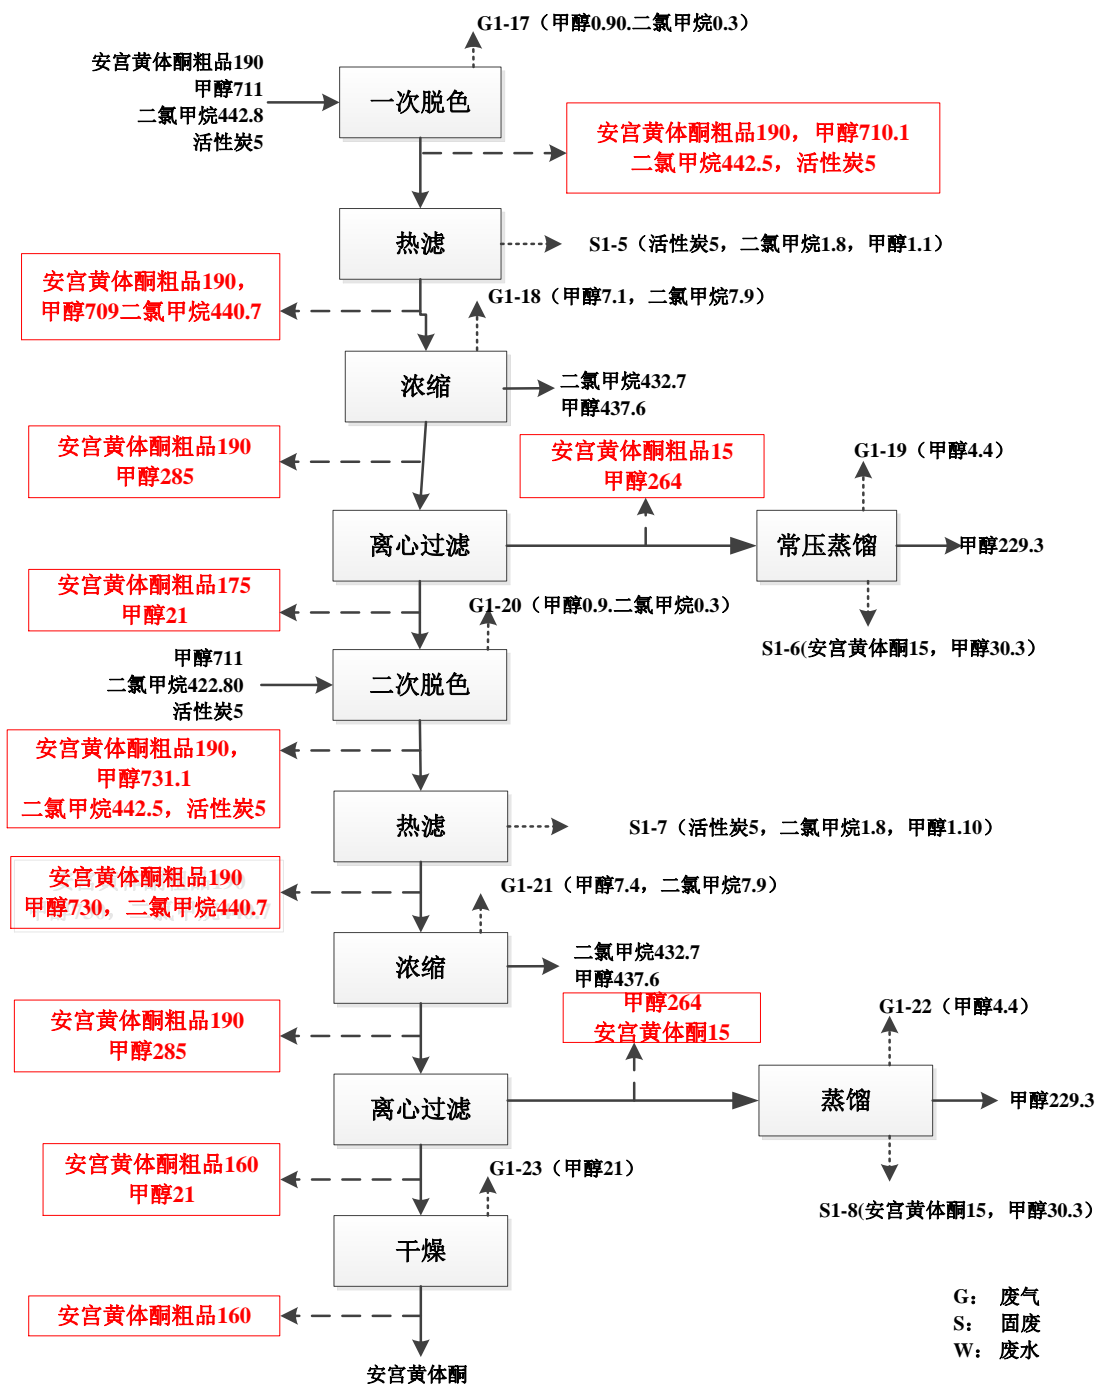 G1-17（甲醇0.90.二氯甲烷0.3）
安宫黄体酮粗品190
甲醇711
二氯甲烷442.8
活性炭5
一次脱色
安宫黄体酮粗品190，甲醇710.1
二氯甲烷442.5，活性炭5
热滤
S1-5（活性炭5，二氯甲烷1.8，甲醇1.1）
安宫黄体酮粗品190，
甲醇709二氯甲烷440.7
G1-18（甲醇7.1，二氯甲烷7.9）
浓缩
二氯甲烷432.7
甲醇437.6
安宫黄体酮粗品190
甲醇285
安宫黄体酮粗品15
甲醇264
G1-19（甲醇4.4）
离心过滤
常压蒸馏
甲醇229.3
安宫黄体酮粗品175
甲醇21
G1-20（甲醇0.9.二氯甲烷0.3）
S1-6(安宫黄体酮15，甲醇30.3）
甲醇711
二氯甲烷422.80
活性炭5
二次脱色
安宫黄体酮粗品190，
甲醇731.1
二氯甲烷442.5，活性炭5
热滤
S1-7（活性炭5，二氯甲烷1.8，甲醇1.10）
安宫黄体酮粗品190
甲醇730，二氯甲烷440.7
G1-21（甲醇7.4，二氯甲烷7.9）
浓缩
二氯甲烷432.7
甲醇437.6
安宫黄体酮粗品190
甲醇285
甲醇264
安宫黄体酮15
G1-22（甲醇4.4）
离心过滤
蒸馏
甲醇229.3
安宫黄体酮粗品160
甲醇21
G1-23（甲醇21）
S1-8(安宫黄体酮15，甲醇30.3）
干燥
安宫黄体酮粗品160
安宫黄体酮
G： 废气
S： 固废
W： 废水